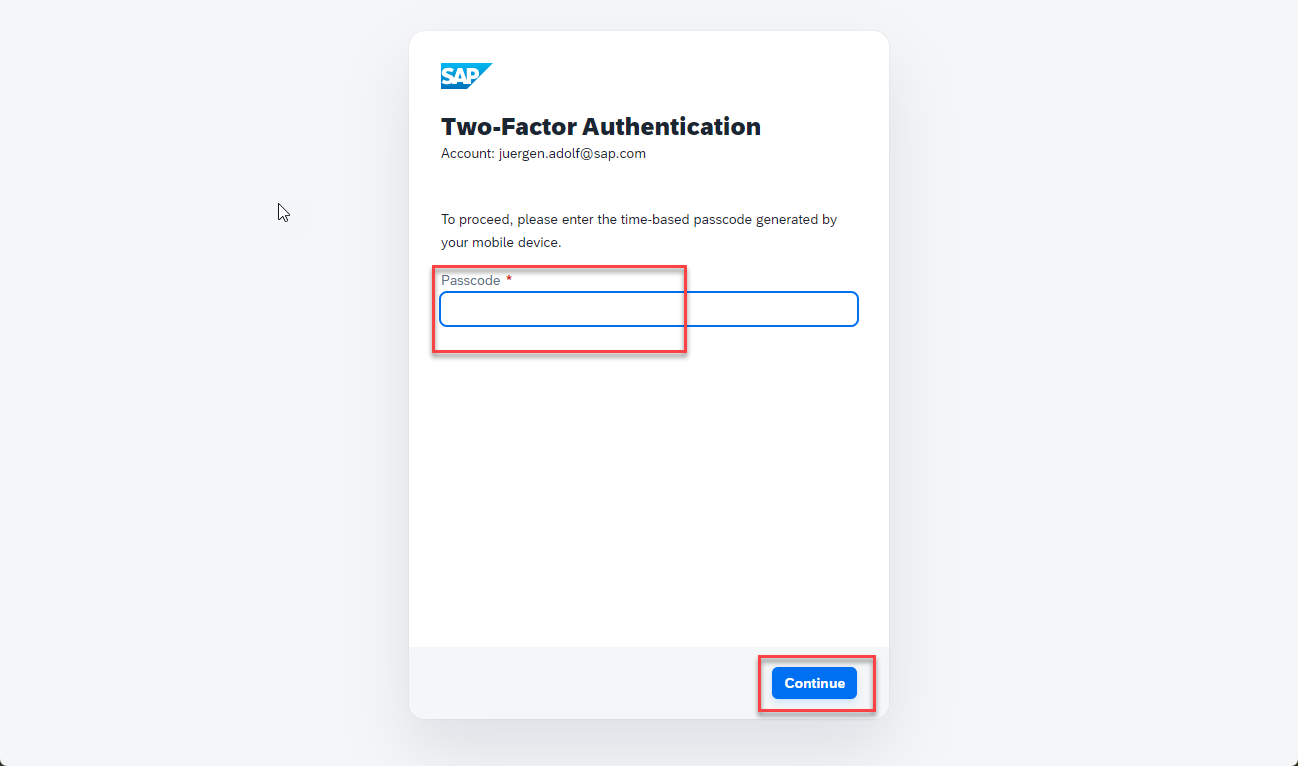 SAP
Two-Factor Authentication
Account: juergen.adolf@sap.com
To proceed, please enter the time-based passcode generated by
your mobile device.
Passcode *
Continue